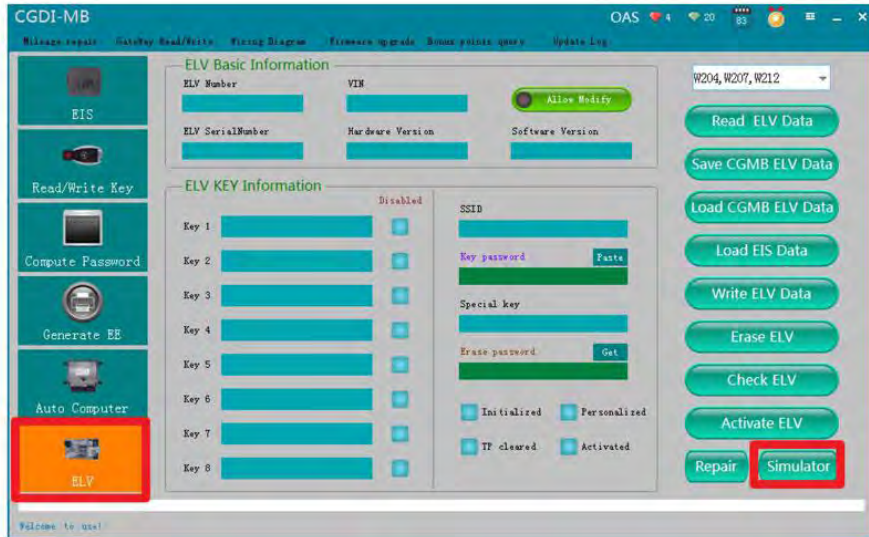 CGDI-MB
OAS 4 20 83
Mileage repair GateWay Read/Write Wiring Diagram Firmware upgrade Bonus points query Update Log
EIS
Read/Write Key
Compute Password
Generate EE
Auto Computer
ELV
ELV Basic Information
ELV Number VIN
Allow Modify
ELV SerialNumber Hardware Version Software Version
ELV KEY Information
Disabled
Key 1
Key 2
Key 3
Key 4
Key 5
Key 6
Key 7
Key 8
SSID
Key password Paste
Special key
Erase password Get
Initialized Personalized
TP cleared Activated
W204, W207, W212
Read ELV Data
Save CGMB ELV Data
Load CGMB ELV Data
Load EIS Data
Write ELV Data
Erase ELV
Check ELV
Activate ELV
Repair Simulator
Welcome to use!